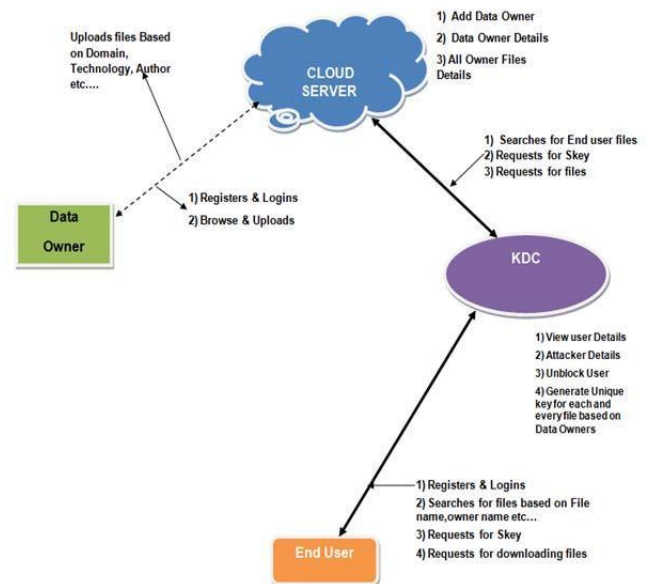 Uploads files Based
on Domain,
Technology, Author
etc....
CLOUD
SERVER
1) Add Data Owner
2) Data Owner Details
3) All Owner Files
Details
1) Searches for End user files
2) Requests for Skey
3) Requests for files
1) Registers & Logins
2) Browse & Uploads
Data
Owner
KDC
1) View user Details
2) Attacker Details
3) Unblock User
4) Generate Unique
key for each and
every file based on
Data Owners
1) Registers & Logins
2) Searches for files based on File
name,owner name etc...
3) Requests for Skey
4) Requests for downloading files
End User